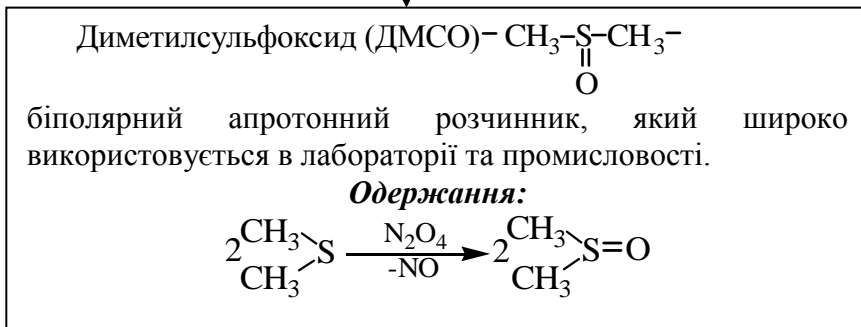 Диметилсульфоксид (ДМСО)– CH₃–S–CH₃–
O
біполярний апротонний розчинник, який широко
використовується в лабораторії та промисловості.
Одержання:
2 CH₃ S N₂O₄ 2 CH₃ S=O
CH₃ -NO CH₃